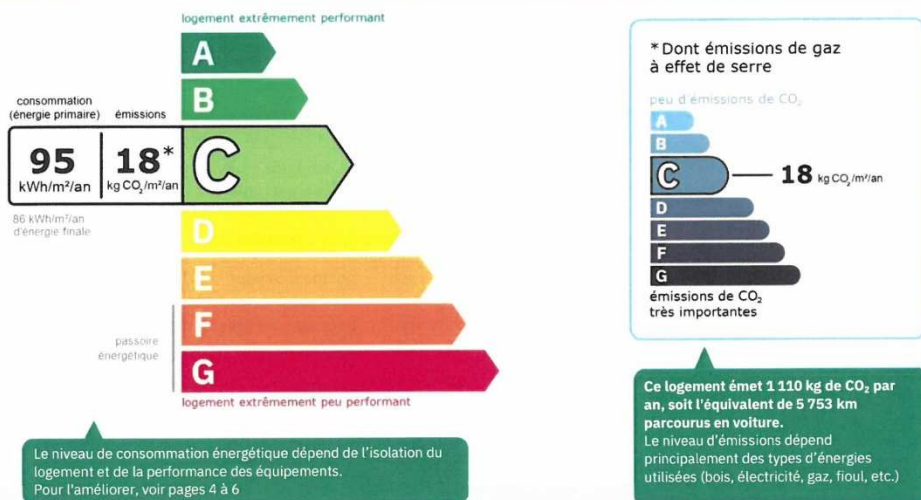 logement extrêmement performant
A
B
consommation
(énergie primaire)
émissions
95
kWh/m²/an
18*
kg CO₂/m²/an
C
86 kWh/m²/an
d'énergie finale
D
E
F
passoire
énergétique
G
logement extrêmement peu performant
Le niveau de consommation énergétique dépend de l'isolation du
logement et de la performance des équipements.
Pour l'améliorer, voir pages 4 à 6
*Dont émissions de gaz
à effet de serre
peu d'émissions de CO₂
A
B
C
18 kg CO₂/m²/an
D
E
F
G
émissions de CO₂
très importantes
Ce logement émet 1 110 kg de CO₂ par
an, soit l'équivalent de 5 753 km
parcourus en voiture.
Le niveau d'émissions dépend
principalement des types d'énergies
utilisées (bois, électricité, gaz, fioul, etc.)